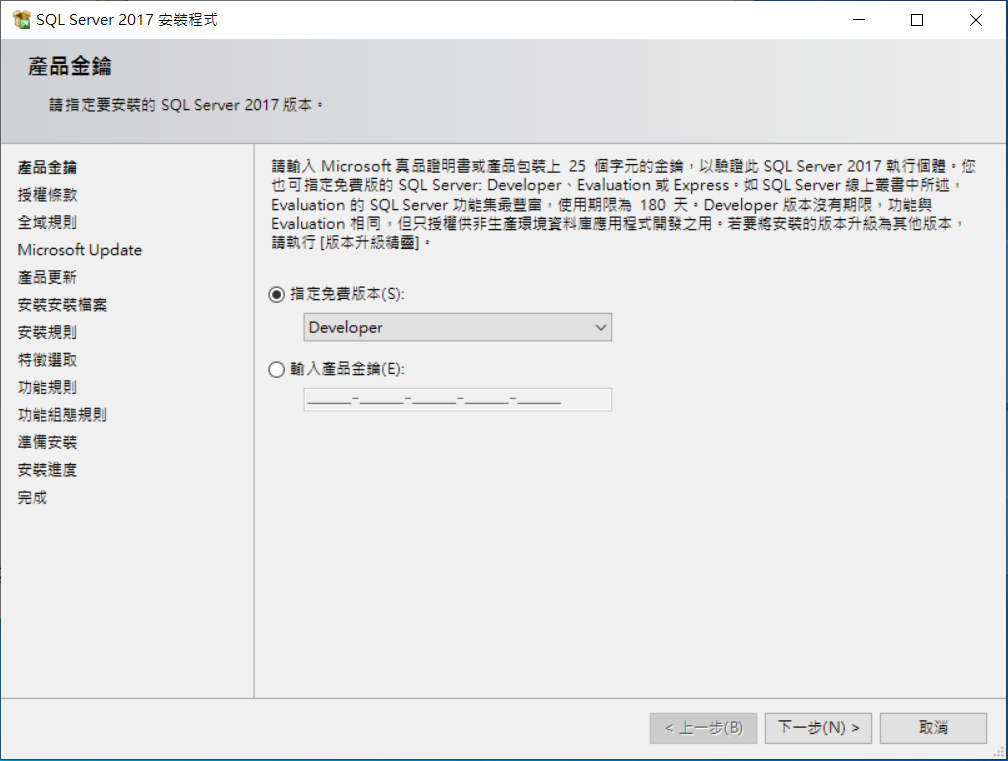 SQL Server 2017 安裝程式
產品金鑰
請指定要安裝的 SQL Server 2017 版本。
產品金鑰
授權條款
全域規則
Microsoft Update
產品更新
安裝安裝檔案
安裝規則
特徵選取
功能規則
功能組態規則
準備安裝
安裝進度
完成
請輸入 Microsoft 真品證明書或產品包裝上 25 個字元的金鑰，以驗證此 SQL Server 2017 執行個體。您
也可指定免費版的 SQL Server: Developer、Evaluation 或 Express。如 SQL Server 線上叢書中所述，
Evaluation 的 SQL Server 功能集最豐富，使用期限為 180 天。Developer 版本沒有期限，功能與
Evaluation 相同，但只授權供非生產環境資料庫應用程式開發之用。若要將安裝的版本升級為其他版本，
請執行 [版本升級精靈]。
指定免費版本(S):
Developer
輸入產品金鑰(E):
_____-_____-_____-_____-_____
< 上一步(B)
下一步(N) >
取消